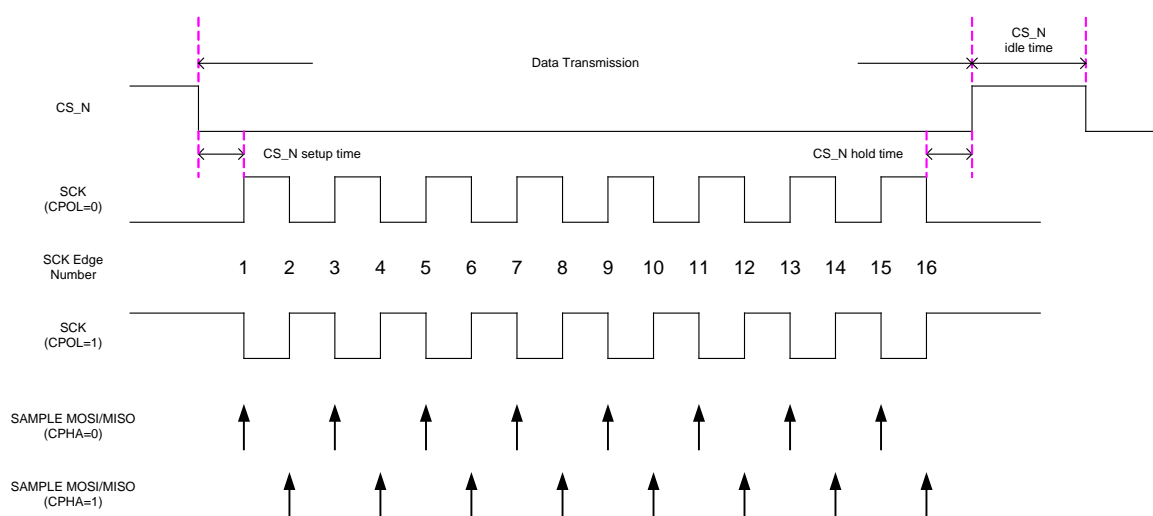 CS_N
idle time
Data Transmission
CS_N
CS_N setup time
CS_N hold time
SCK
(CPOL=0)
SCK Edge
Number
1 2 3 4 5 6 7 8 9 10 11 12 13 14 15 16
SCK
(CPOL=1)
SAMPLE MOSI/MISO
(CPHA=0)
SAMPLE MOSI/MISO
(CPHA=1)